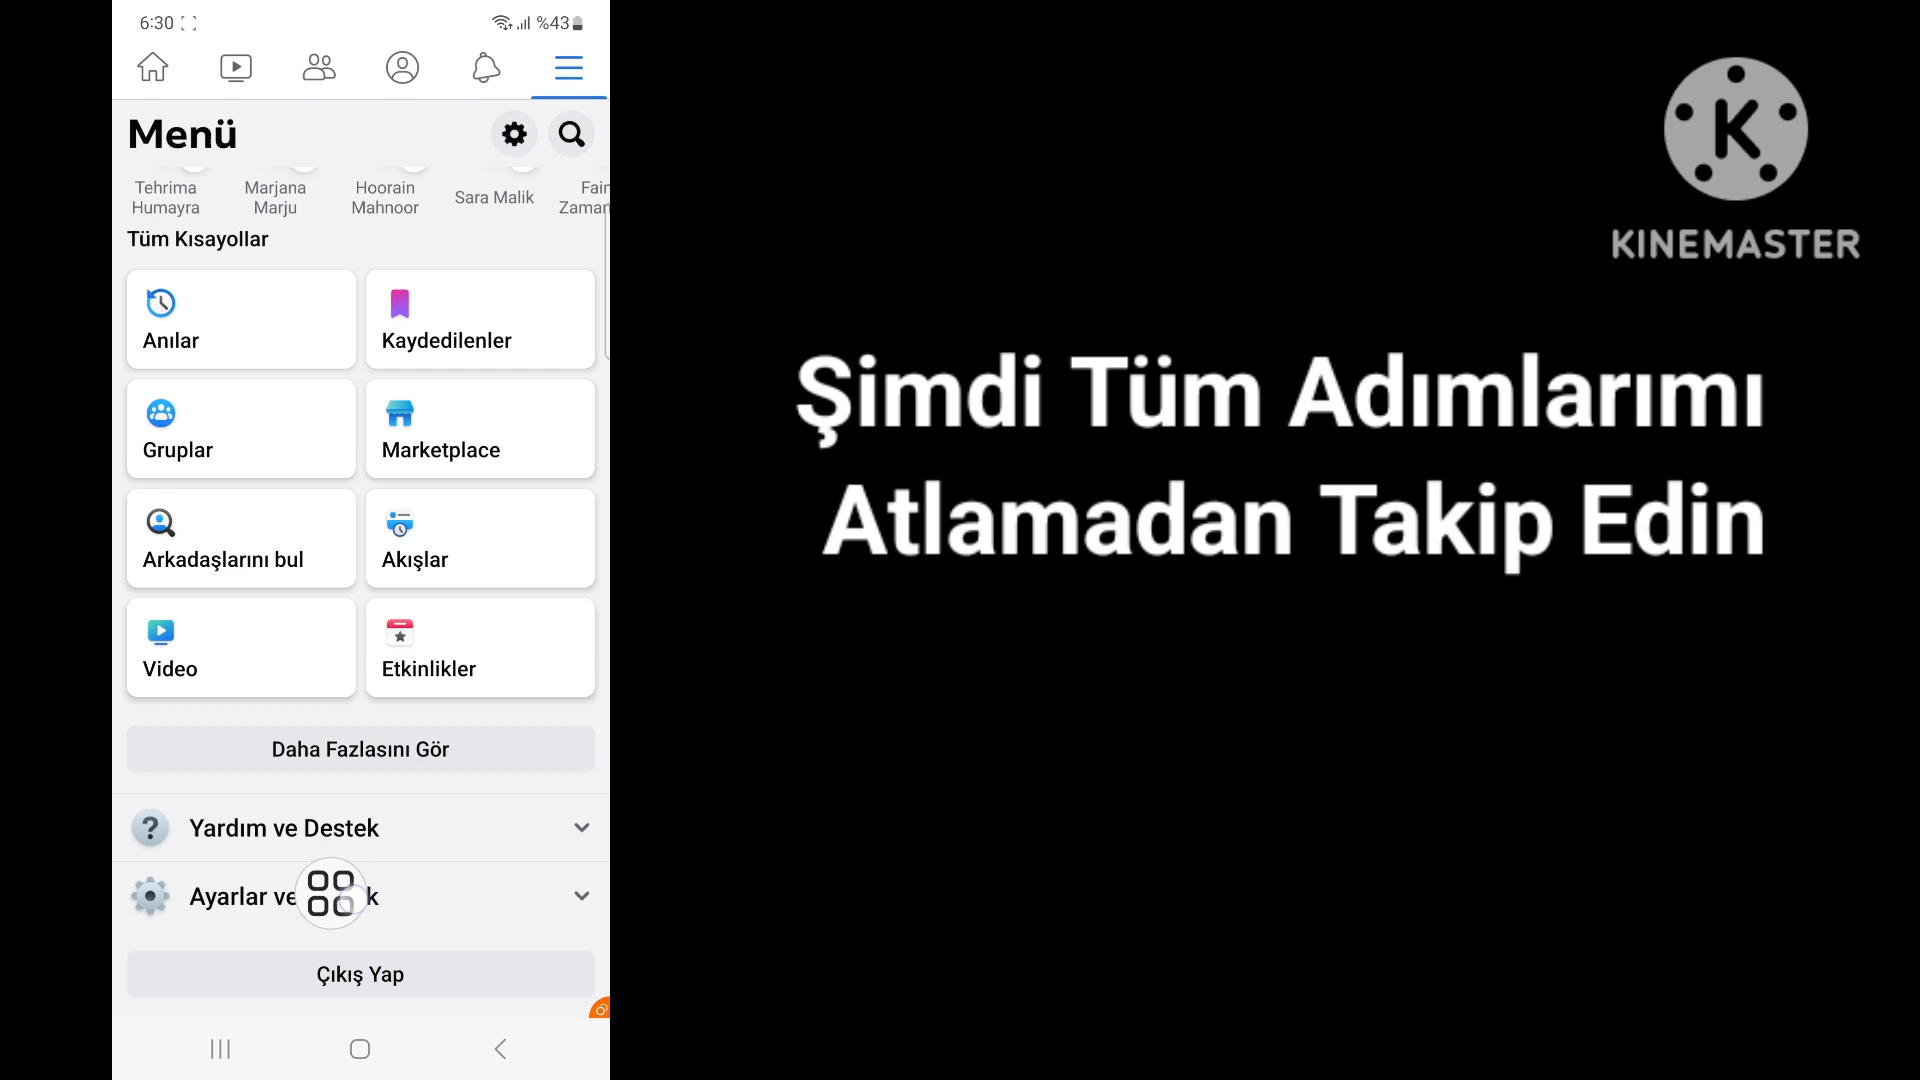 6:30
%43
Menü
Tehrima Humayra
Marjana Marju
Hoorain Mahnoor
Sara Malik
Tüm Kısayollar
Anılar
Kaydedilenler
Gruplar
Marketplace
Arkadaşlarını bul
Akışlar
Video
Etkinlikler
Daha Fazlasını Gör
Yardım ve Destek
Ayarlar ve
Çıkış Yap
K
KINEMASTER
Şimdi Tüm Adımlarımı
Atlamadan Takip Edin